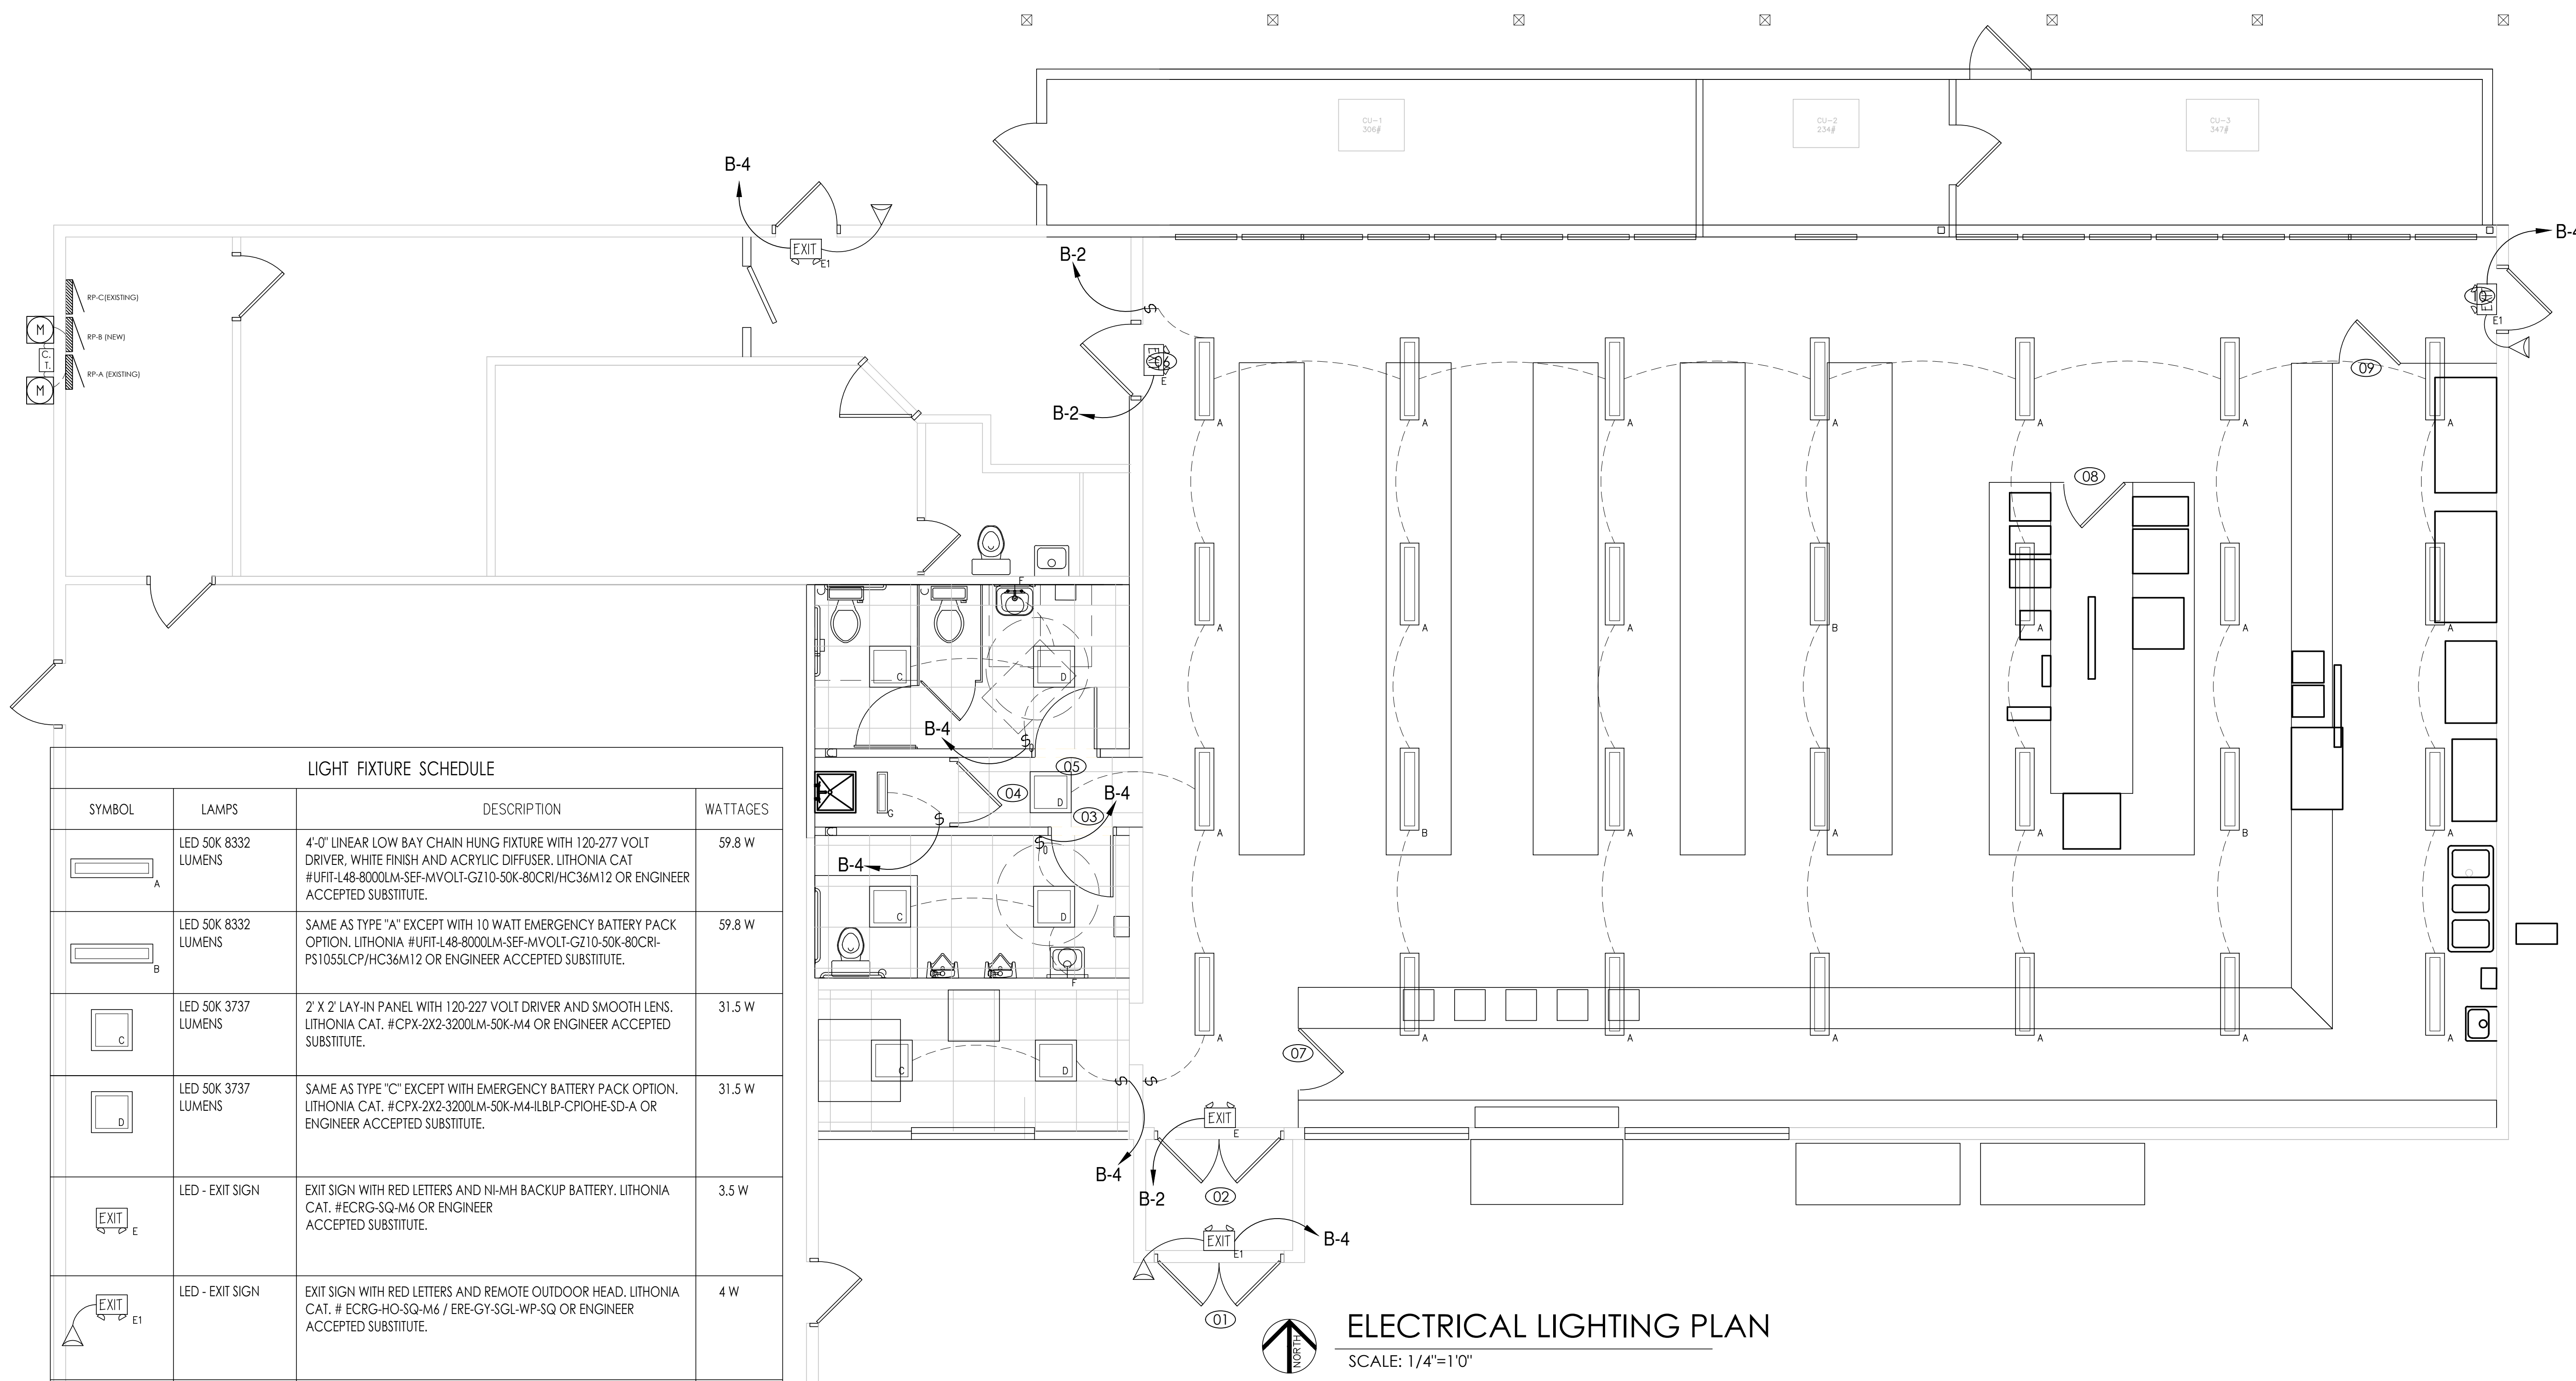 CU-1
306#
CU-2
234#
CU-3
347#
B-4
EXIT
E1
B-2
B-4
RP-C(EXISTING)
M
RP-B (NEW)
C.
T.
RP-A (EXISTING)
M
10
E1
06
E
B-2
09
A A A A A A A
08
F
A A A B A A A
C D
B-4
05
04
D
G
03
B-4
A B A A A B A
B-4
C D
F
C D
A A A A A A A
07
EXIT
E
B-4
B-2
02
EXIT
E1
B-4
01
LIGHT FIXTURE SCHEDULE
SYMBOL LAMPS DESCRIPTION WATTAGES
A
LED 50K 8332
LUMENS
4'-0" LINEAR LOW BAY CHAIN HUNG FIXTURE WITH 120-277 VOLT
DRIVER, WHITE FINISH AND ACRYLIC DIFFUSER. LITHONIA CAT
#UFIT-L48-8000LM-SEF-MVOLT-GZ10-50K-80CRI/HC36M12 OR ENGINEER
ACCEPTED SUBSTITUTE.
59.8 W
B
LED 50K 8332
LUMENS
SAME AS TYPE "A" EXCEPT WITH 10 WATT EMERGENCY BATTERY PACK
OPTION. LITHONIA #UFIT-L48-8000LM-SEF-MVOLT-GZ10-50K-80CRI-
PS1055LCP/HC36M12 OR ENGINEER ACCEPTED SUBSTITUTE.
59.8 W
C
LED 50K 3737
LUMENS
2' X 2' LAY-IN PANEL WITH 120-227 VOLT DRIVER AND SMOOTH LENS.
LITHONIA CAT. #CPX-2X2-3200LM-50K-M4 OR ENGINEER ACCEPTED
SUBSTITUTE.
31.5 W
D
LED 50K 3737
LUMENS
SAME AS TYPE "C" EXCEPT WITH EMERGENCY BATTERY PACK OPTION.
LITHONIA CAT. #CPX-2X2-3200LM-50K-M4-ILBLP-CPIOHE-SD-A OR
ENGINEER ACCEPTED SUBSTITUTE.
31.5 W
EXIT
E
LED - EXIT SIGN
EXIT SIGN WITH RED LETTERS AND NI-MH BACKUP BATTERY. LITHONIA
CAT. #ECRG-SQ-M6 OR ENGINEER
ACCEPTED SUBSTITUTE.
3.5 W
EXIT
E1
LED - EXIT SIGN
EXIT SIGN WITH RED LETTERS AND REMOTE OUTDOOR HEAD. LITHONIA
CAT. # ECRG-HO-SQ-M6 / ERE-GY-SGL-WP-SQ OR ENGINEER
ACCEPTED SUBSTITUTE.
4 W
NORTH
ELECTRICAL LIGHTING PLAN
SCALE: 1/4"=1'0"